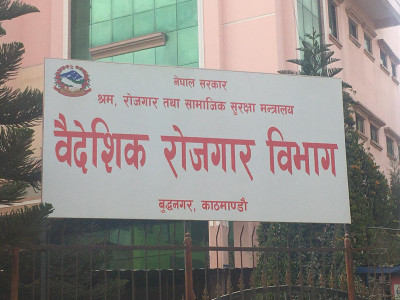 नेपाल सरकार
श्रम, रोजगार तथा सामाजिक सुरक्षा मन्त्रालय
वैदेशिक रोजगार विभाग
बुद्धनगर, काठमाण्डौ